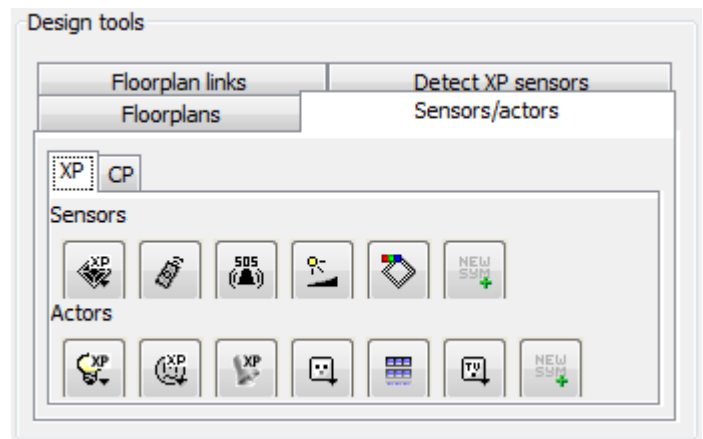 Design tools
Floorplan links Detect XP sensors
Floorplans Sensors/actors
XP CP
Sensors
XP SOS NEW
SYM
Actors
XP XP XP TV NEW
SYM